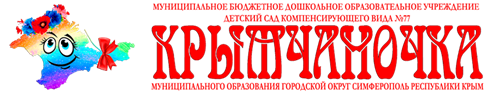 МУНИЦИПАЛЬНОЕ БЮДЖЕТНОЕ ДОШКОЛЬНОЕ ОБРАЗОВАТЕЛЬНОЕ УЧРЕЖДЕНИЕ
ДЕТСКИЙ САД КОМПЕНСИРУЮЩЕГО ВИДА №77
КРЫМЧАНОЧКА
МУНИЦИПАЛЬНОГО ОБРАЗОВАНИЯ ГОРОДСКОЙ ОКРУГ СИМФЕРОПОЛЬ РЕСПУБЛИКИ КРЫМ